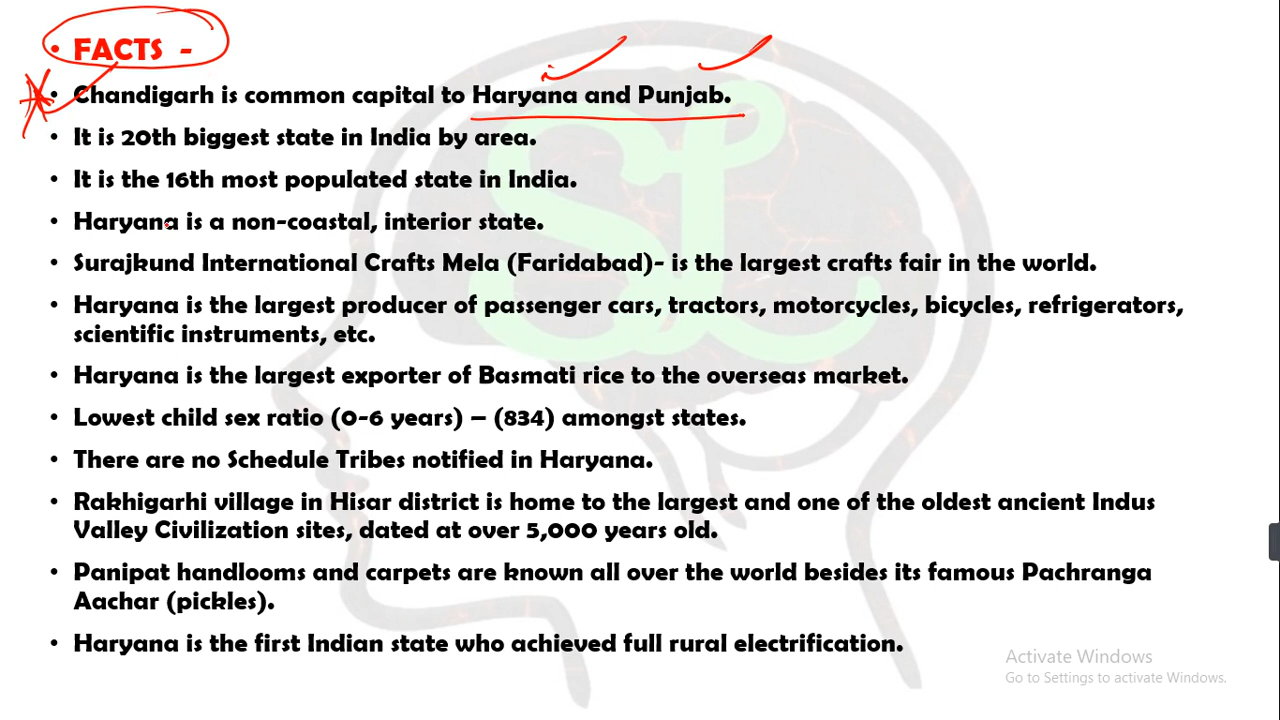 • FACTS -
• Chandigarh is common capital to Haryana and Punjab.
• It is 20th biggest state in India by area.
• It is the 16th most populated state in India.
• Haryana is a non-coastal, interior state.
• Surajkund International Crafts Mela (Faridabad)- is the largest crafts fair in the world.
• Haryana is the largest producer of passenger cars, tractors, motorcycles, bicycles, refrigerators,
scientific instruments, etc.
• Haryana is the largest exporter of Basmati rice to the overseas market.
• Lowest child sex ratio (0-6 years) – (834) amongst states.
• There are no Schedule Tribes notified in Haryana.
• Rakhigarhi village in Hisar district is home to the largest and one of the oldest ancient Indus
Valley Civilization sites, dated at over 5,000 years old.
• Panipat handlooms and carpets are known all over the world besides its famous Pachranga
Aachar (pickles).
• Haryana is the first Indian state who achieved full rural electrification.
SL
Activate Windows
Go to Settings to activate Windows.